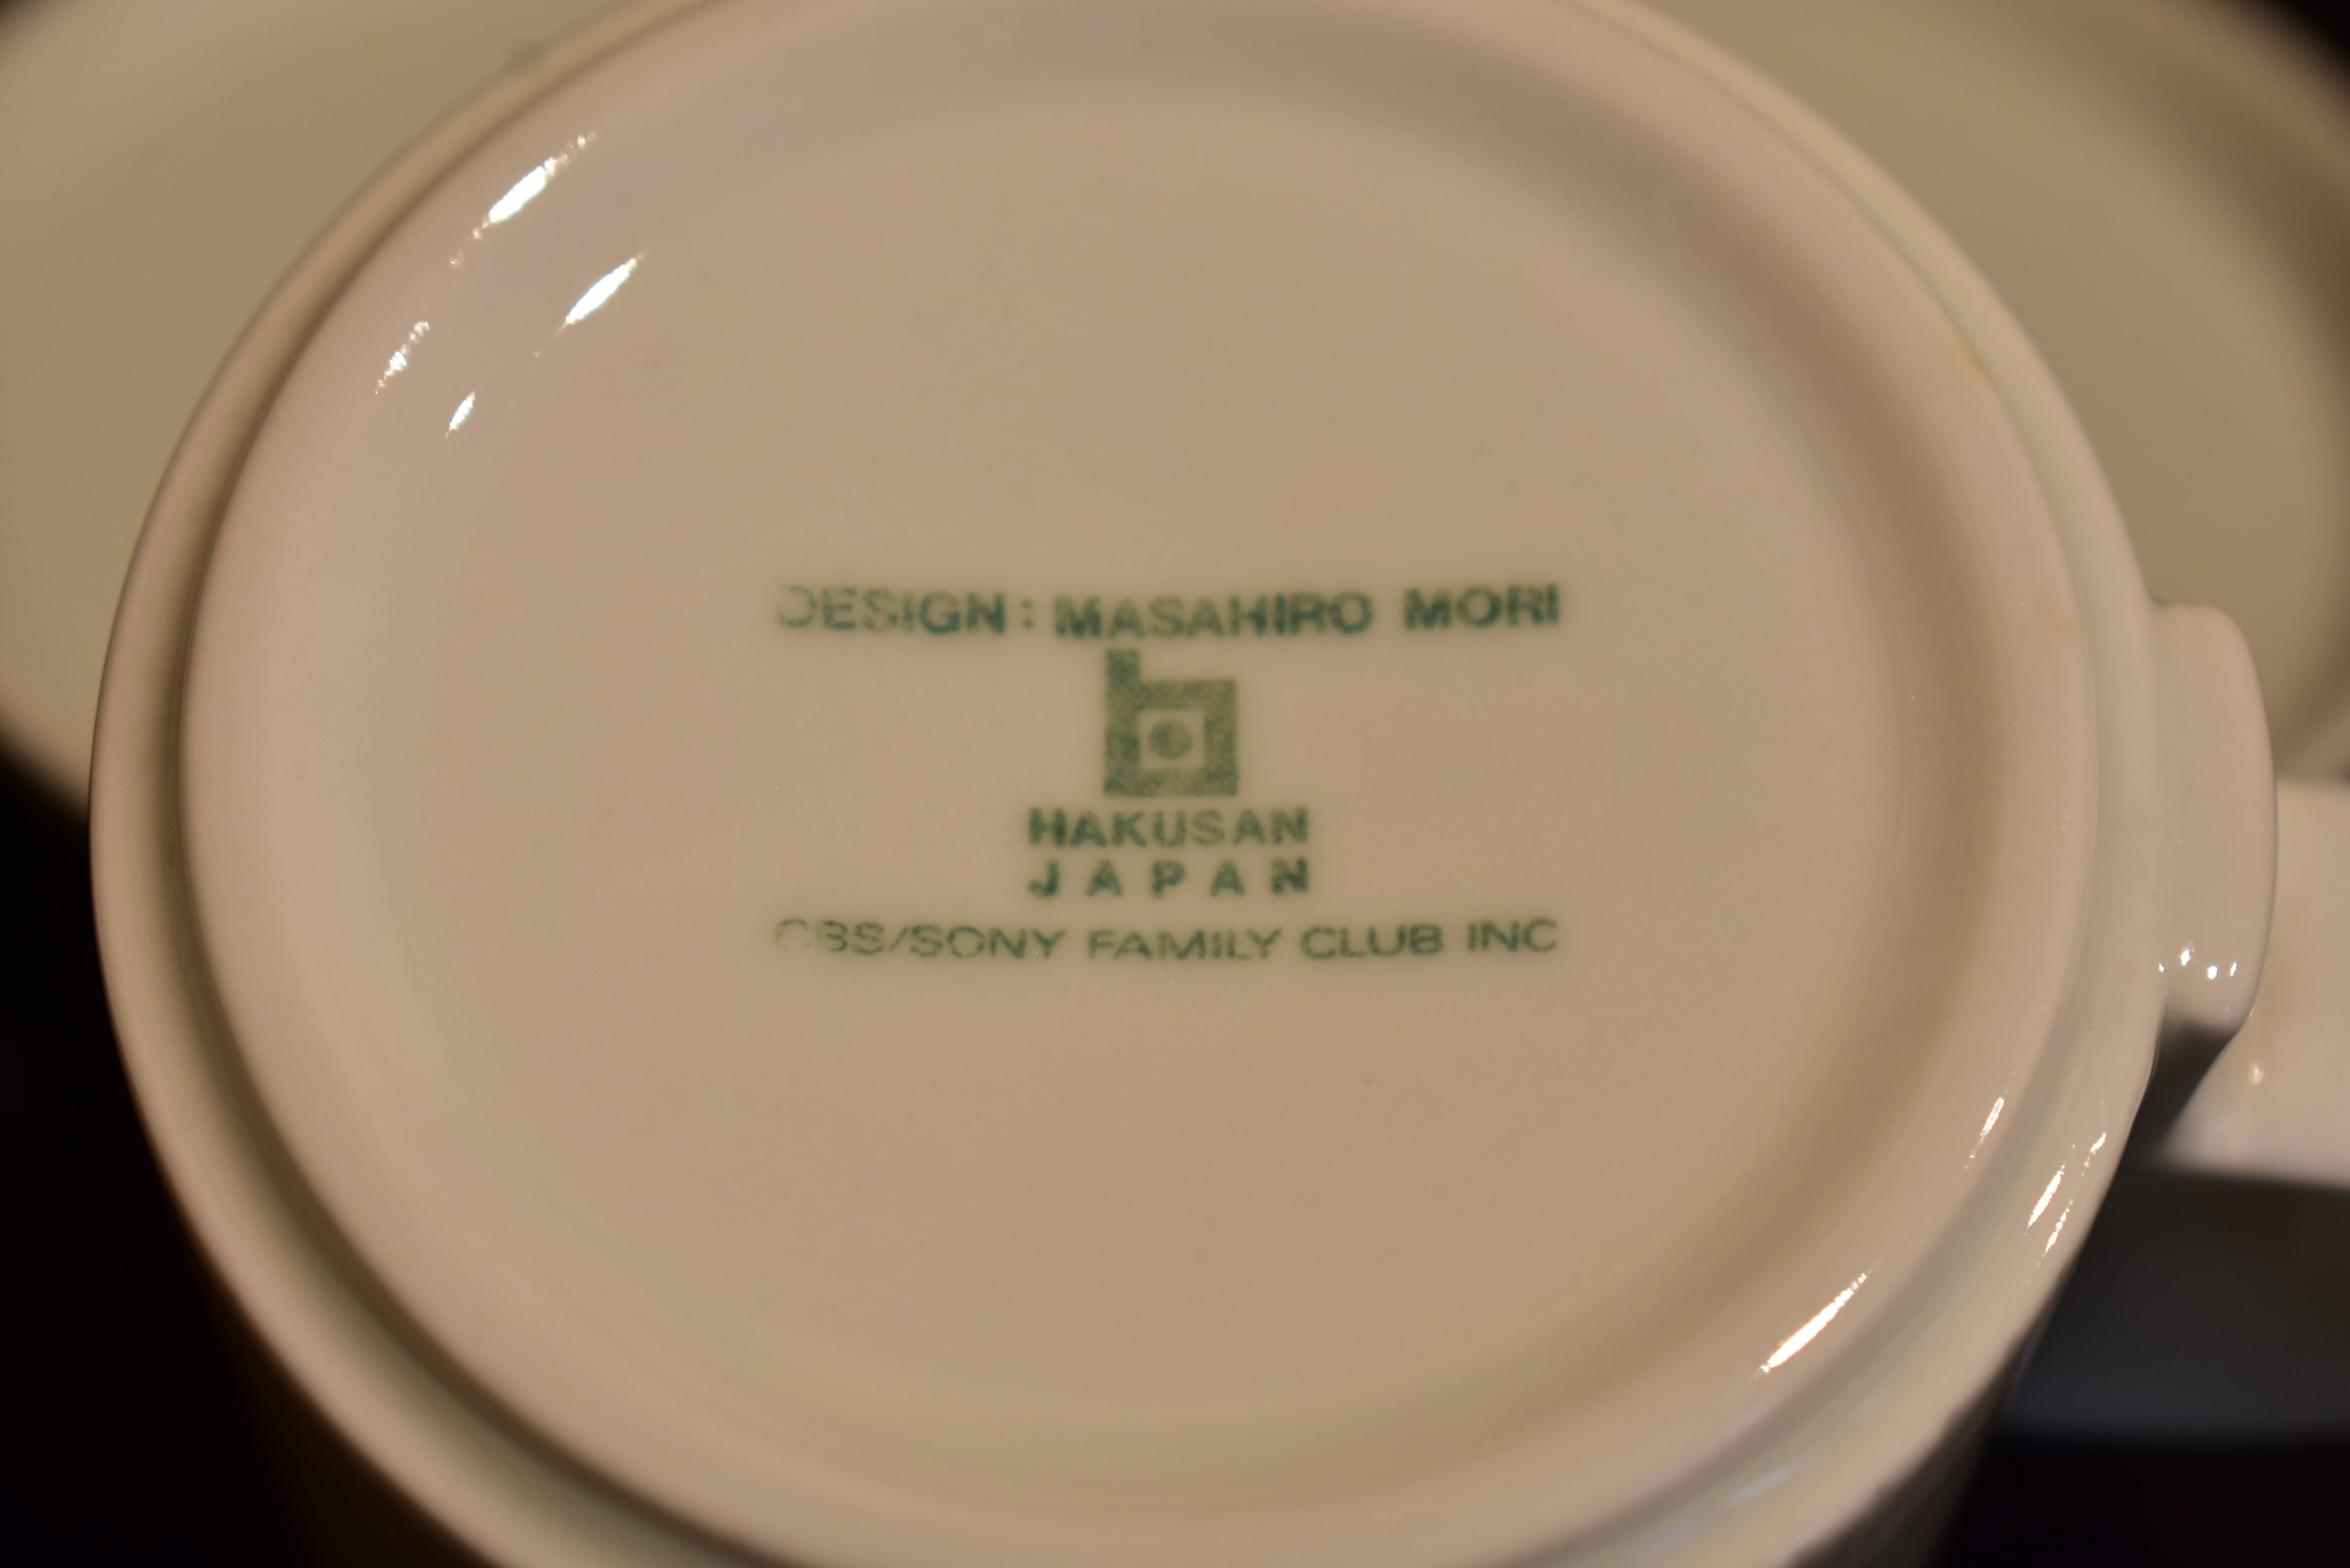 DESIGN: MASAHIRO MORI
HAKUSAN
JAPAN
CBS/SONY FAMILY CLUB INC